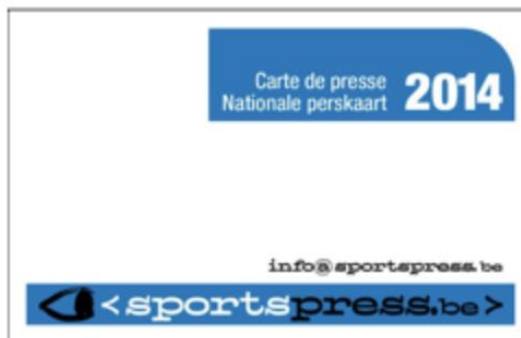 Carte de presse
Nationale perskaart 2014
info@sportspress.be
<sportspress.be>